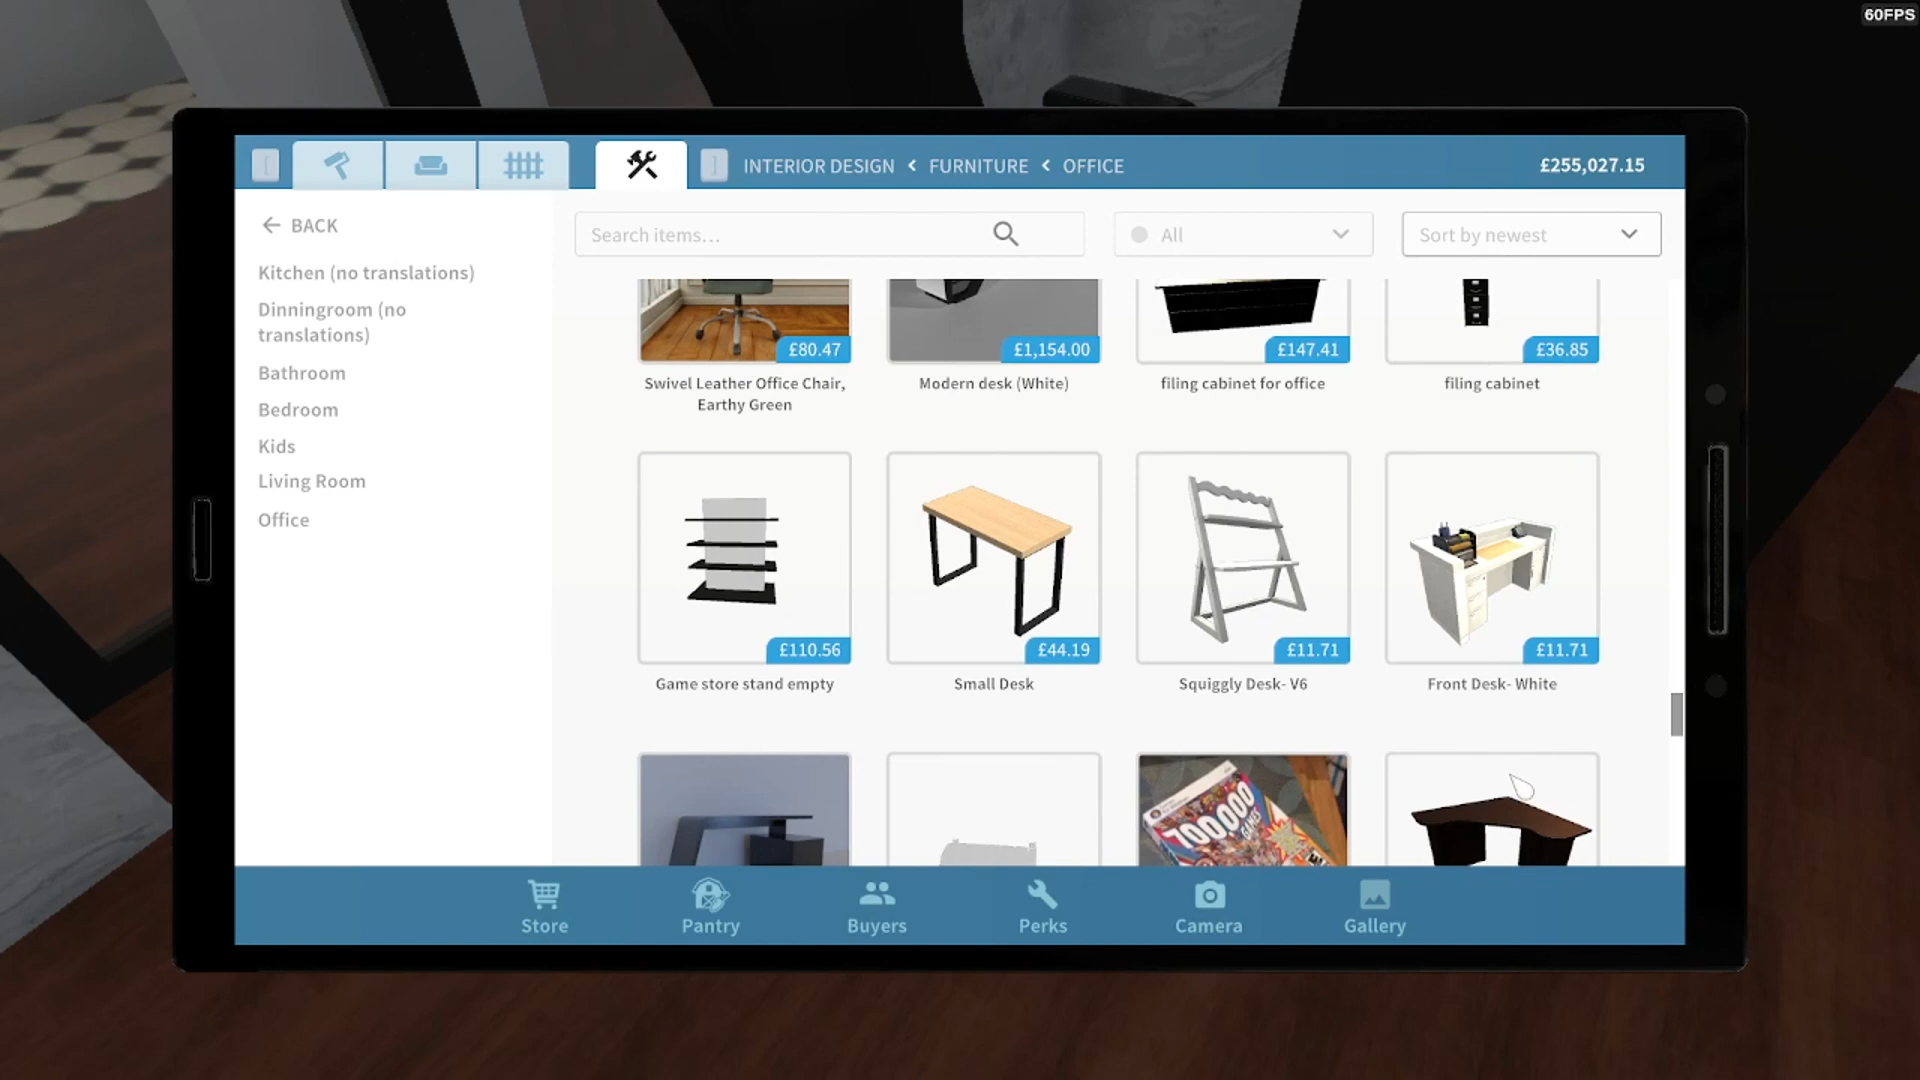 60FPS
INTERIOR DESIGN < FURNITURE < OFFICE
£255,027.15
BACK
Search items...
All
Sort by newest
Kitchen (no translations)
Dinningroom (no
translations)
Bathroom
Bedroom
Kids
Living Room
Office
£80.47
£1,154.00
£147.41
£36.85
Swivel Leather Office Chair,
Earthy Green
Modern desk (White)
filing cabinet for office
filing cabinet
£110.56
£44.19
£11.71
£11.71
Game store stand empty
Small Desk
Squiggly Desk- V6
Front Desk- White
700,000
GAMES
Store
Pantry
Buyers
Perks
Camera
Gallery